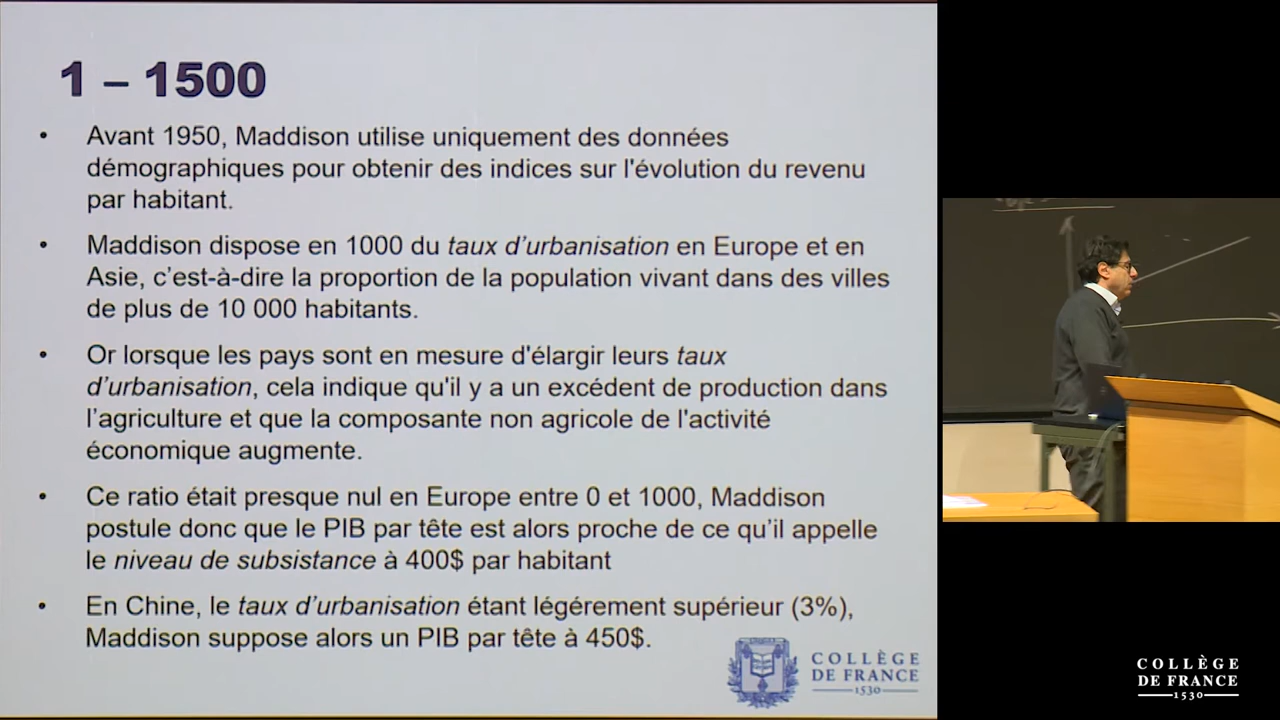 1 – 1500
• Avant 1950, Maddison utilise uniquement des données
démographiques pour obtenir des indices sur l'évolution du revenu
par habitant.
• Maddison dispose en 1000 du taux d’urbanisation en Europe et en
Asie, c’est-à-dire la proportion de la population vivant dans des villes
de plus de 10 000 habitants.
• Or lorsque les pays sont en mesure d'élargir leurs taux
d’urbanisation, cela indique qu'il y a un excédent de production dans
l’agriculture et que la composante non agricole de l'activité
économique augmente.
• Ce ratio était presque nul en Europe entre 0 et 1000, Maddison
postule donc que le PIB par tête est alors proche de ce qu’il appelle
le niveau de subsistance à 400$ par habitant
• En Chine, le taux d’urbanisation étant légérement supérieur (3%),
Maddison suppose alors un PIB par tête à 450$.
COLLÈGE
DE FRANCE
1530
COLLÈGE
DE FRANCE
1530